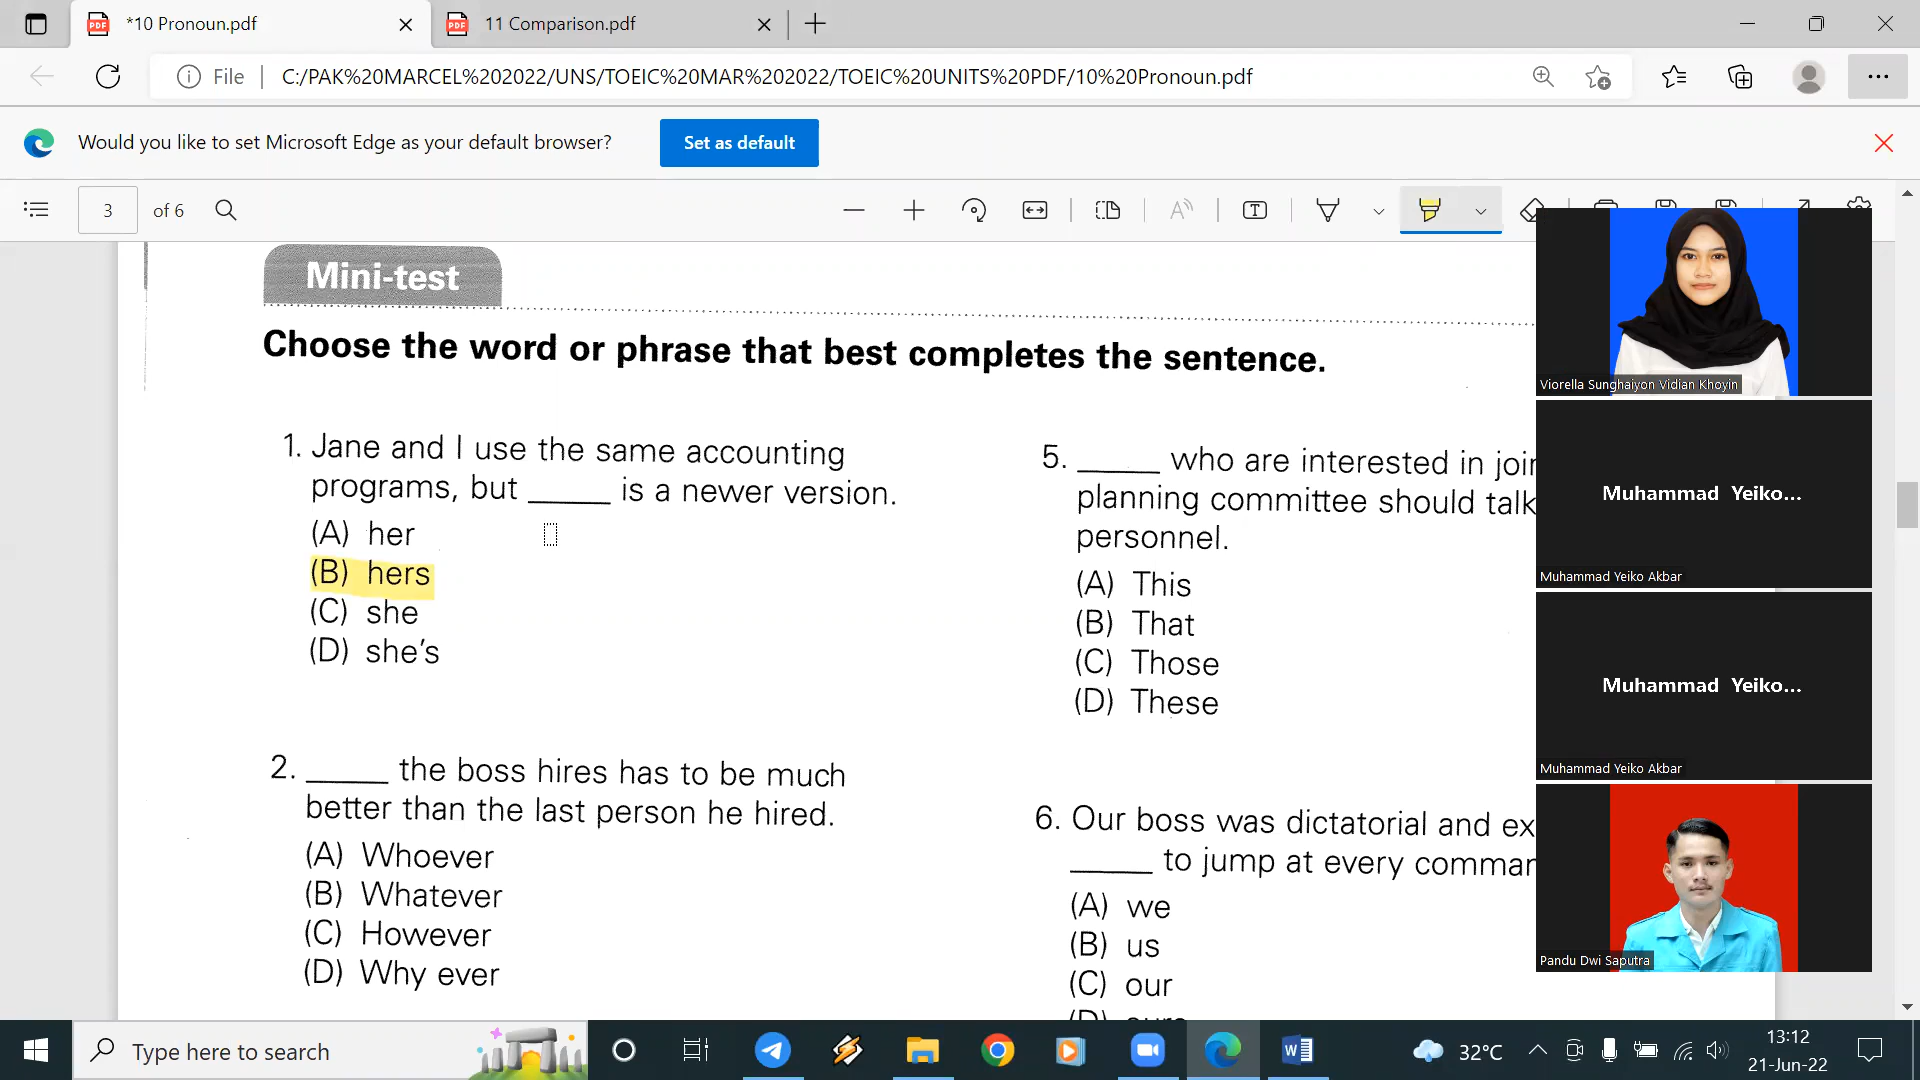 *10 Pronoun.pdf
11 Comparison.pdf
File
C:/PAK%20MARCEL%202022/UNS/TOEIC%20MAR%202022/TOEIC%20UNITS%20PDF/10%20Pronoun.pdf
Would you like to set Microsoft Edge as your default browser?
Set as default
3 of 6
Mini-test
Choose the word or phrase that best completes the sentence.
1. Jane and I use the same accounting
programs, but _____ is a newer version.
(A) her
(B) hers
(C) she
(D) she's
2. _____ the boss hires has to be much
better than the last person he hired.
(A) Whoever
(B) Whatever
(C) However
(D) Why ever
5. _____ who are interested in join
planning committee should talk
personnel.
(A) This
(B) That
(C) Those
(D) These
6. Our boss was dictatorial and ex
_____ to jump at every comman
(A) we
(B) us
(C) our
(D) ours
Viorella Sunghaiyon Vidian Khoyin
Muhammad Yeiko...
Muhammad Yeiko Akbar
Muhammad Yeiko...
Muhammad Yeiko Akbar
Pandu Dwi Saputra
Type here to search
32°C
13:12
21-Jun-22